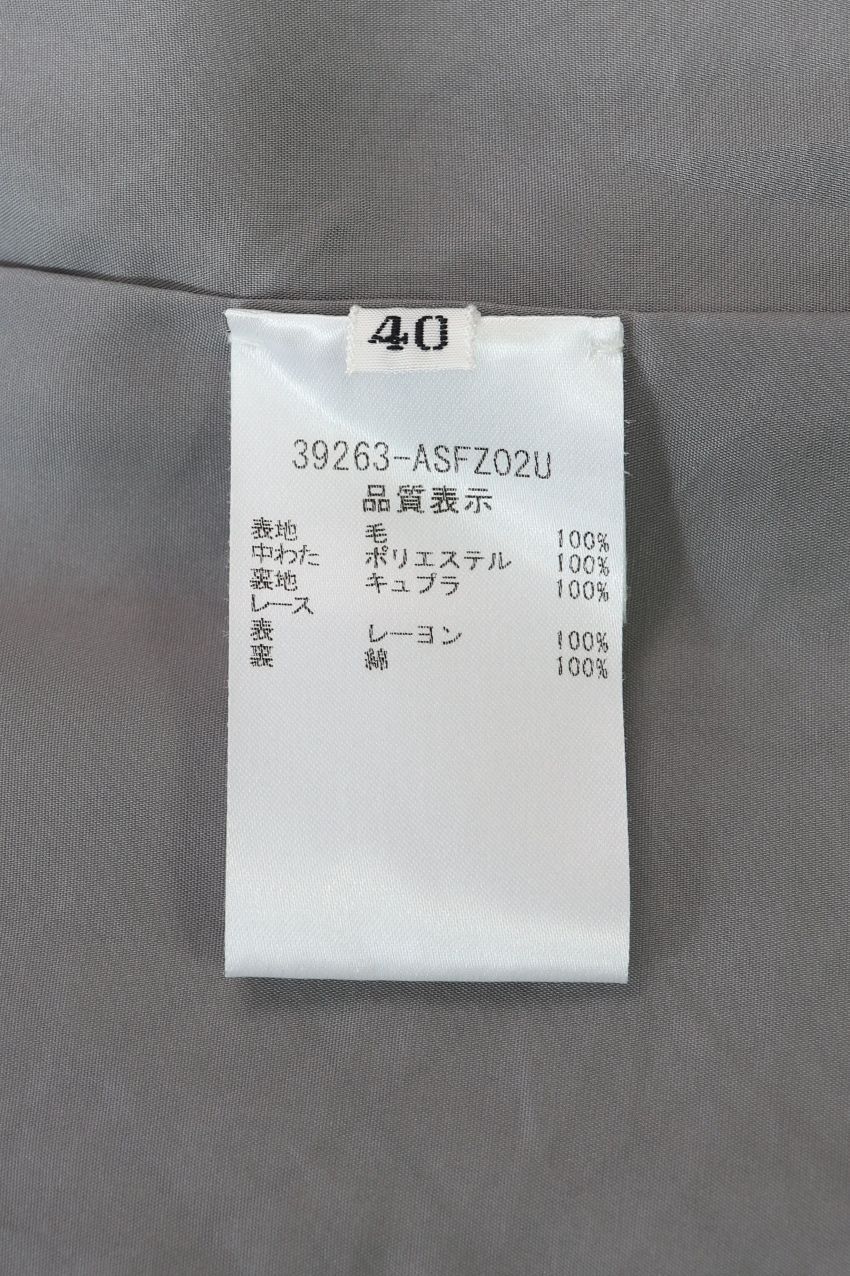 40
39263-ASFZ02U
品質表示
表地 毛 100%
中わた ポリエステル 100%
裏地 キュプラ 100%
レース
表 レーヨン 100%
裏 綿 100%